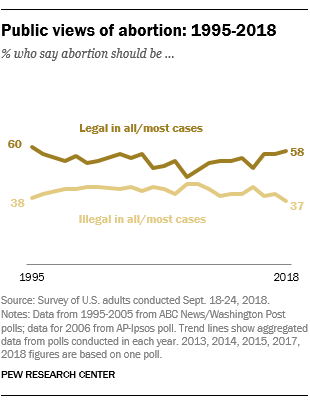 Public views of abortion: 1995-2018
% who say abortion should be ...
Legal in all/most cases
60
58
38
37
Illegal in all/most cases
1995
2018
Source: Survey of U.S. adults conducted Sept. 18-24, 2018.
Notes: Data from 1995-2005 from ABC News/Washington Post
polls; data for 2006 from AP-Ipsos poll. Trend lines show aggregated
data from polls conducted in each year. 2013, 2014, 2015, 2017,
2018 figures are based on one poll.
PEW RESEARCH CENTER